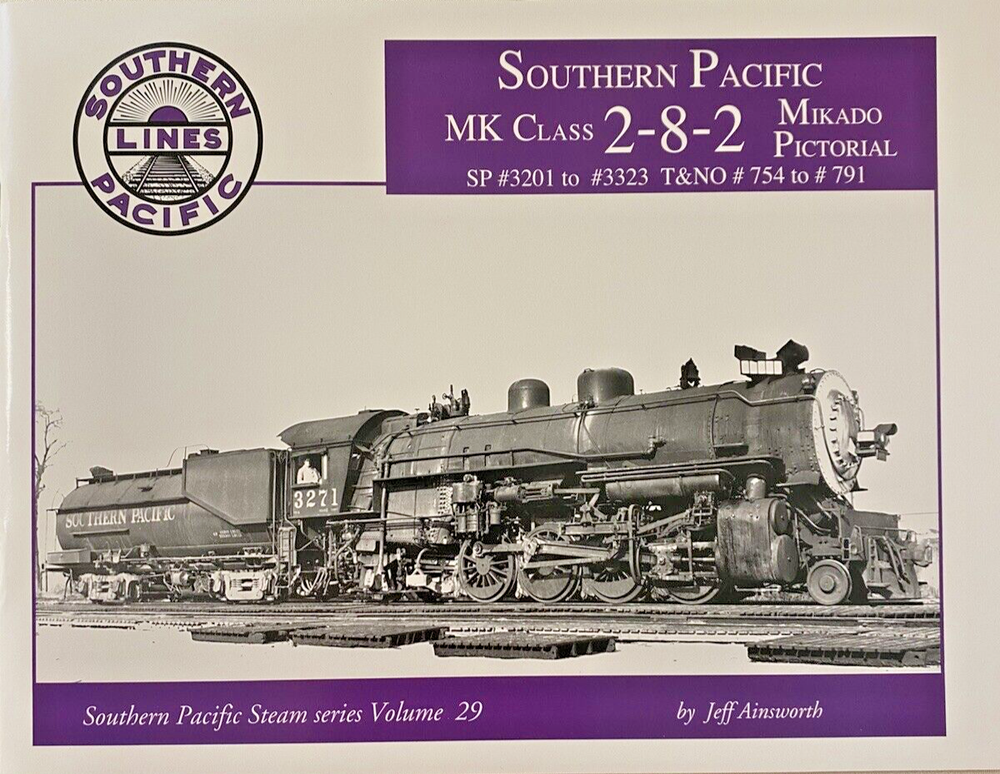 SOUTHERN
LINES
PACIFIC
SOUTHERN PACIFIC
MK CLASS 2-8-2 MIKADO
PICTORIAL
SP #3201 to #3323 T&NO # 754 to # 791
3271
SOUTHERN PACIFIC
Southern Pacific Steam series Volume 29
by Jeff Ainsworth